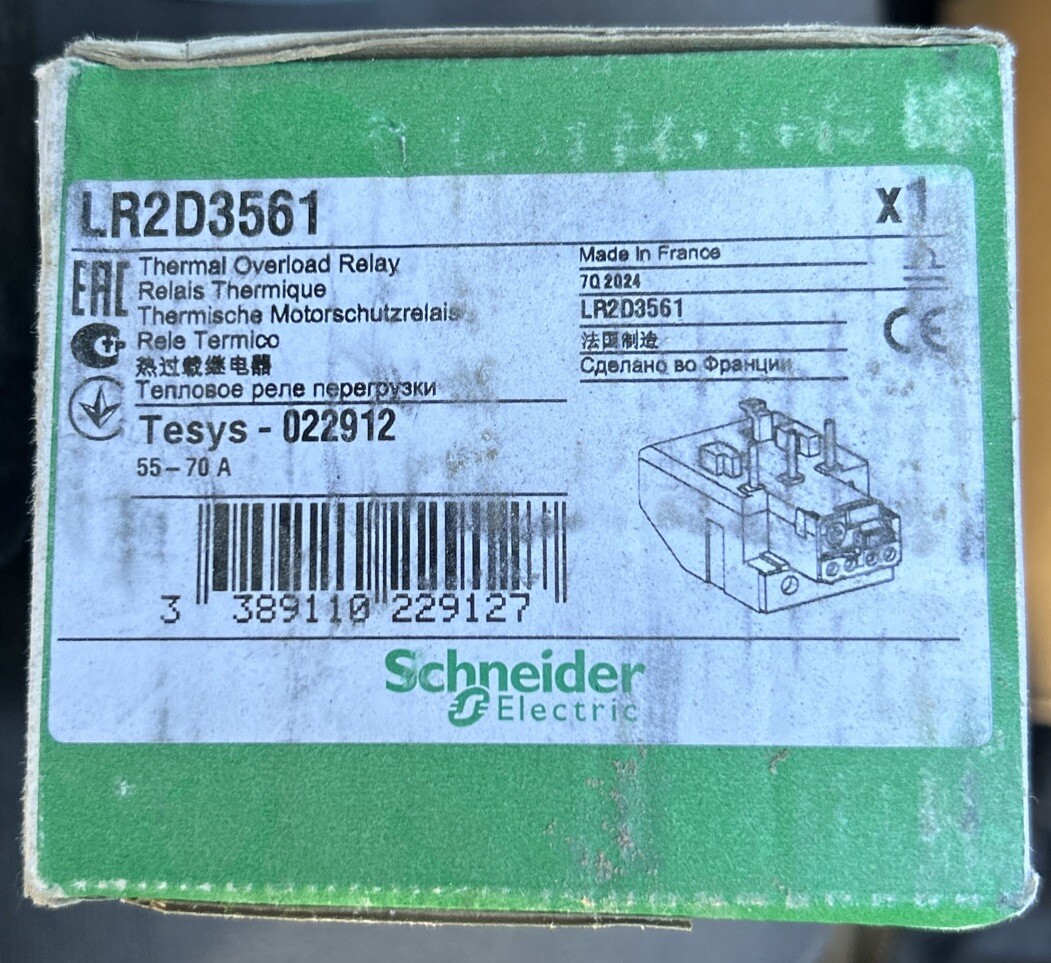 LR2D3561
X1
EAC
Thermal Overload Relay
Relais Thermique
Thermische Motorschutzrelais
Rele Termico
热过载继电器
Тепловое реле перегрузки
Made In France
7Q 2024
LR2D3561
法国制造
Сделано во Франции
CE
Tesys - 022912
55 - 70 A
3 389110 229127
Schneider
Electric